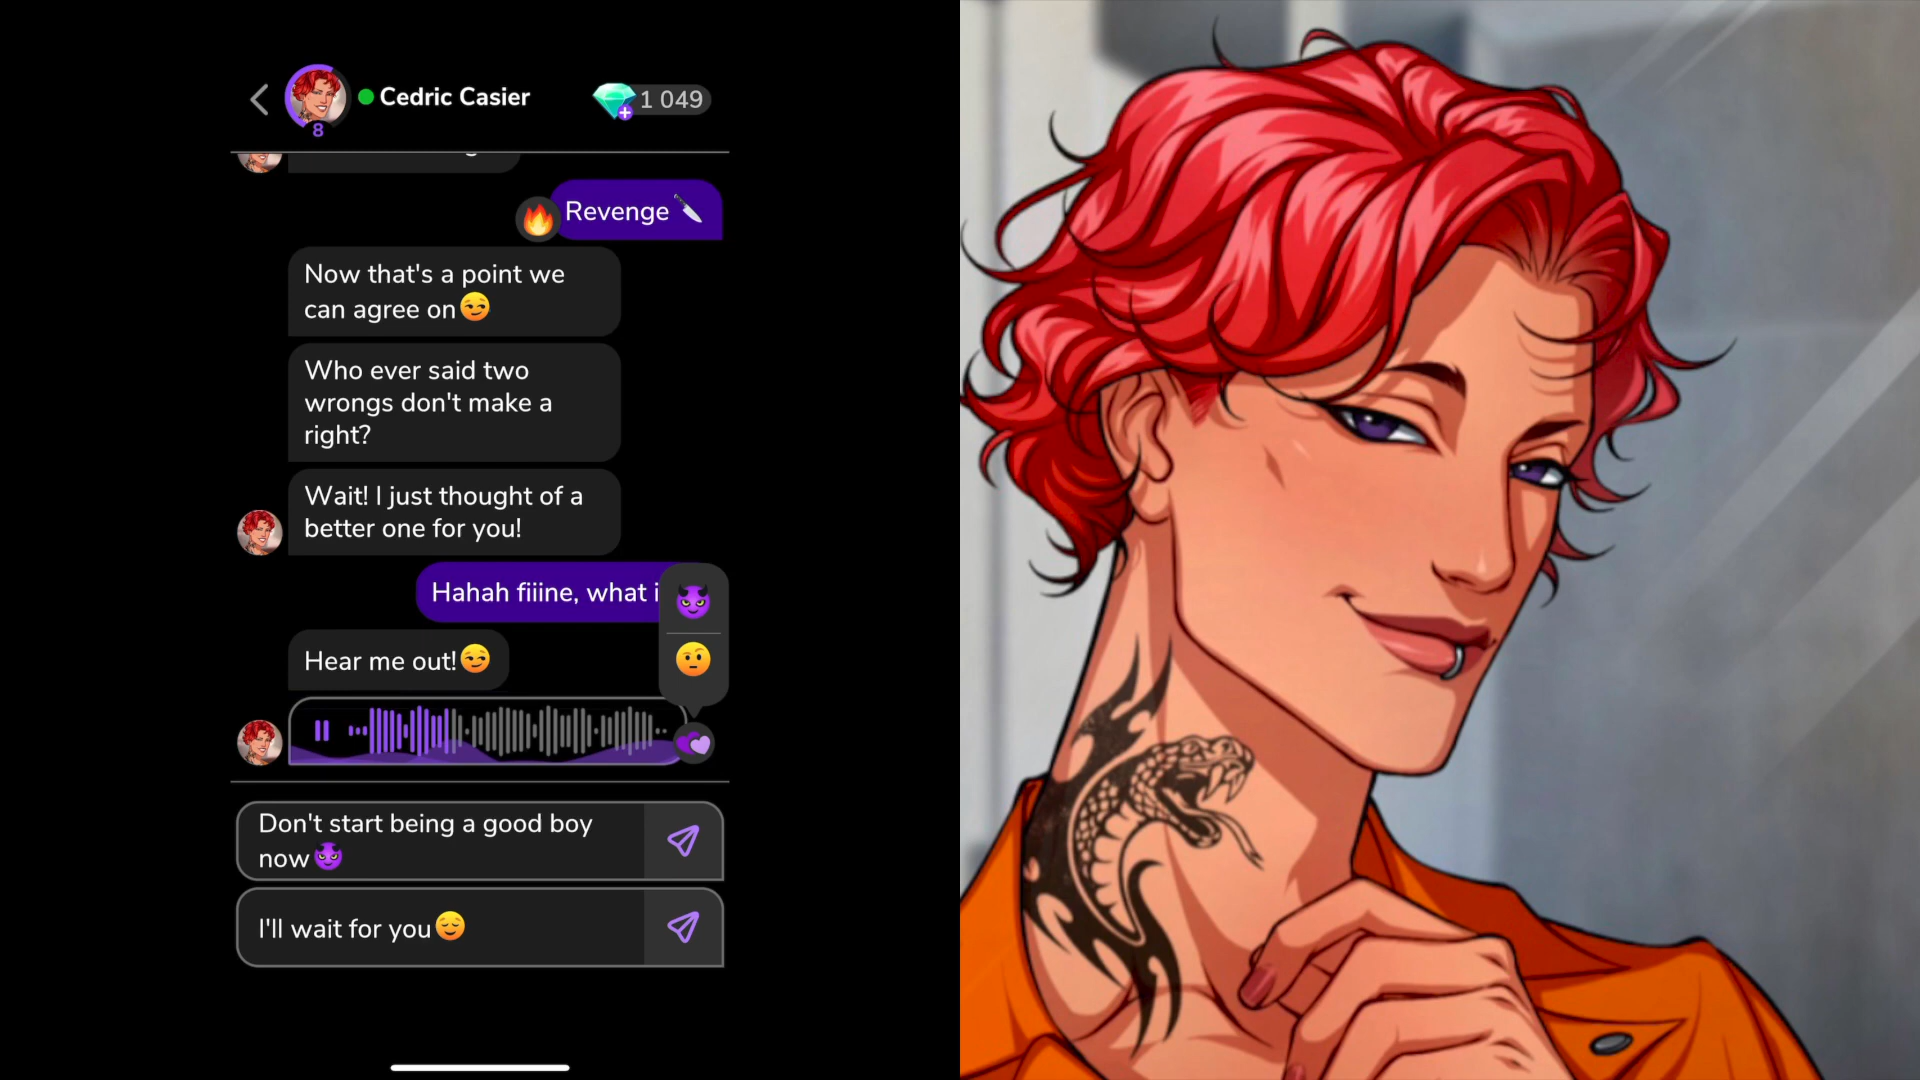 Cedric Casier
1 049
8
Revenge
Now that's a point we
can agree on
Who ever said two
wrongs don't make a
right?
Wait! I just thought of a
better one for you!
Hahah fiiine, what i
Hear me out!
Don't start being a good boy
now
I'll wait for you